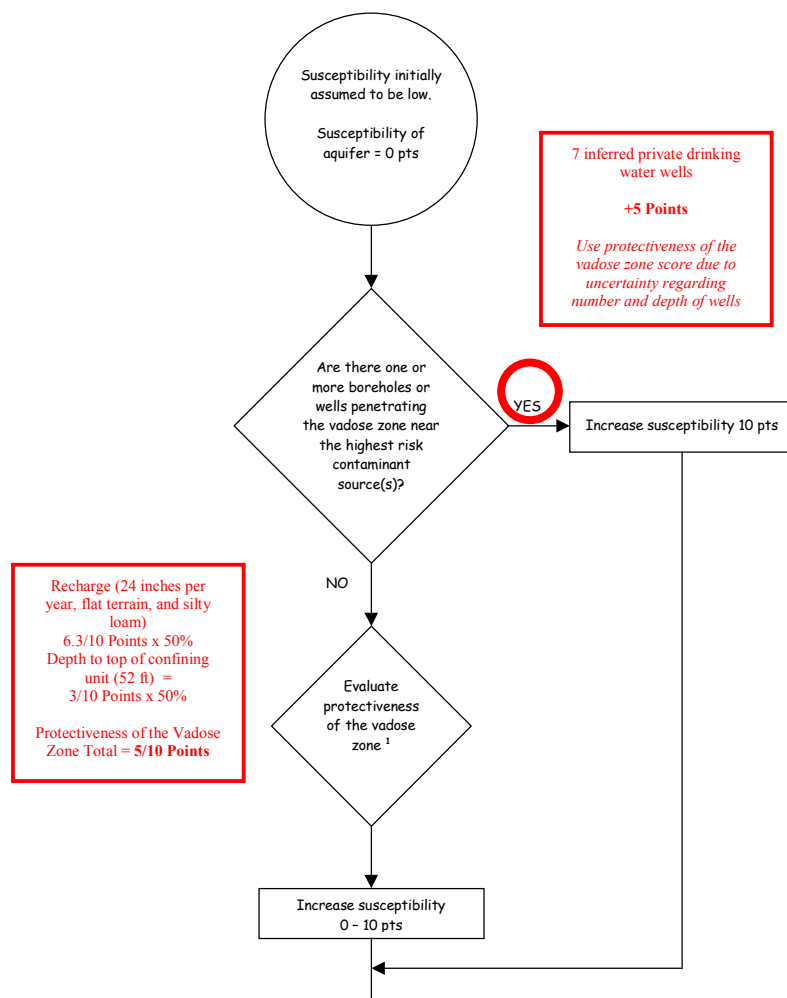 Susceptibility initially
assumed to be low.
Susceptibility of
aquifer = 0 pts
7 inferred private drinking
water wells
+5 Points
Use protectiveness of the
vadose zone score due to
uncertainty regarding
number and depth of wells
Are there one or
more boreholes or
wells penetrating
the vadose zone near
the highest risk
contaminant
source(s)?
YES
Increase susceptibility 10 pts
NO
Recharge (24 inches per
year, flat terrain, and silty
loam)
6.3/10 Points x 50%
Depth to top of confining
unit (52 ft) =
3/10 Points x 50%
Protectiveness of the Vadose
Zone Total = 5/10 Points
Evaluate
protectiveness
of the vadose
zone 1
Increase susceptibility
0 – 10 pts